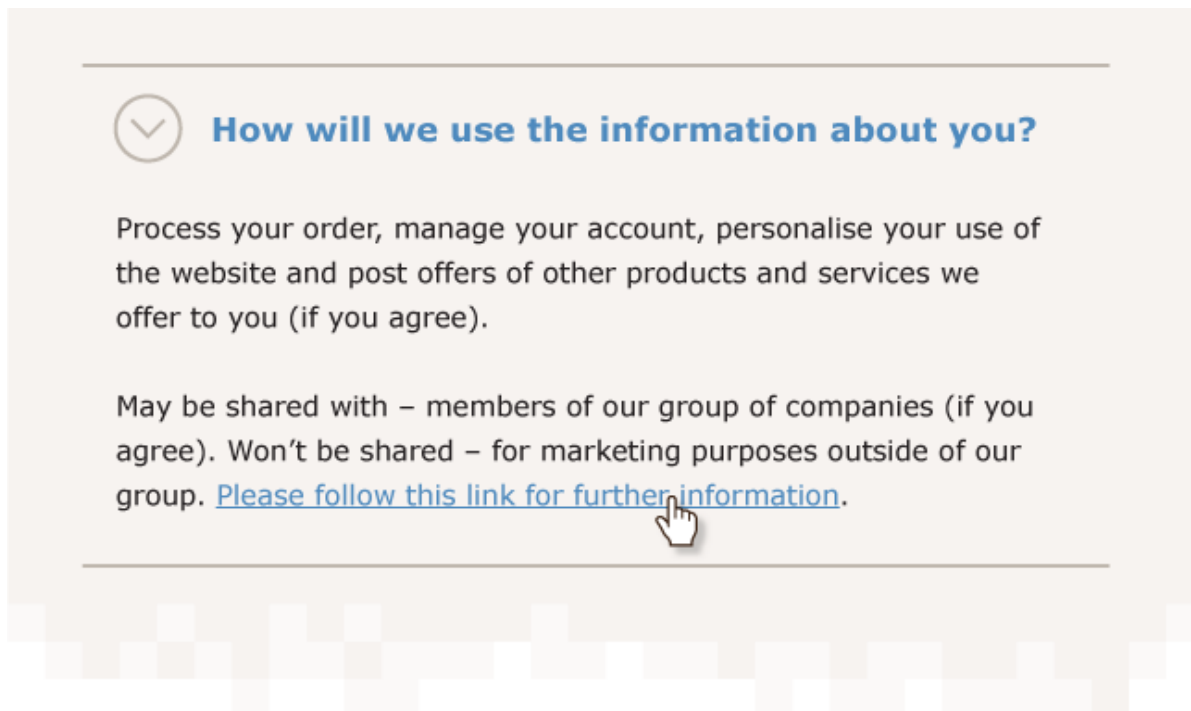 How will we use the information about you?
Process your order, manage your account, personalise your use of
the website and post offers of other products and services we
offer to you (if you agree).
May be shared with – members of our group of companies (if you
agree). Won’t be shared – for marketing purposes outside of our
group. Please follow this link for further information.